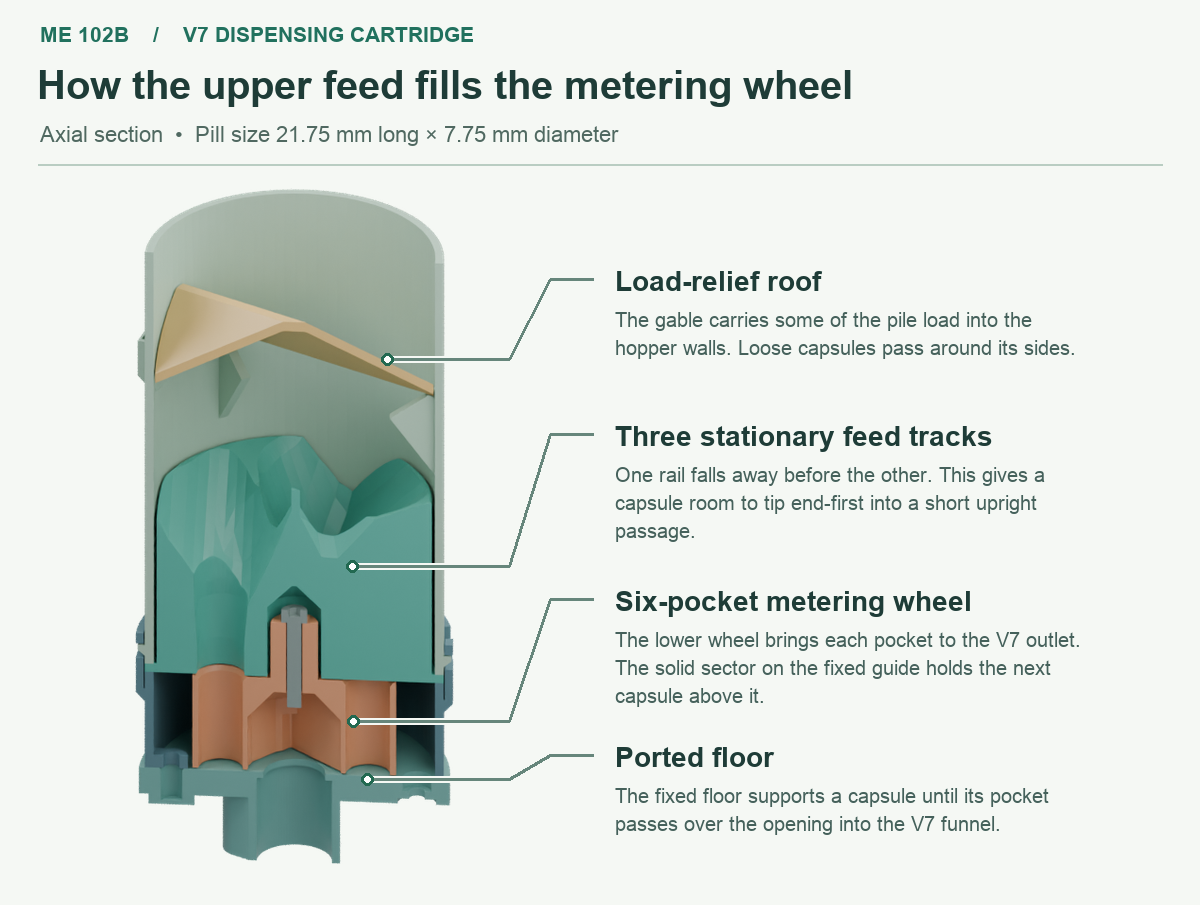 ME 102B / V7 DISPENSING CARTRIDGE
How the upper feed fills the metering wheel
Axial section • Pill size 21.75 mm long × 7.75 mm diameter
Load-relief roof
The gable carries some of the pile load into the
hopper walls. Loose capsules pass around its sides.
Three stationary feed tracks
One rail falls away before the other. This gives a
capsule room to tip end-first into a short upright
passage.
Six-pocket metering wheel
The lower wheel brings each pocket to the V7 outlet.
The solid sector on the fixed guide holds the next
capsule above it.
Ported floor
The fixed floor supports a capsule until its pocket
passes over the opening into the V7 funnel.